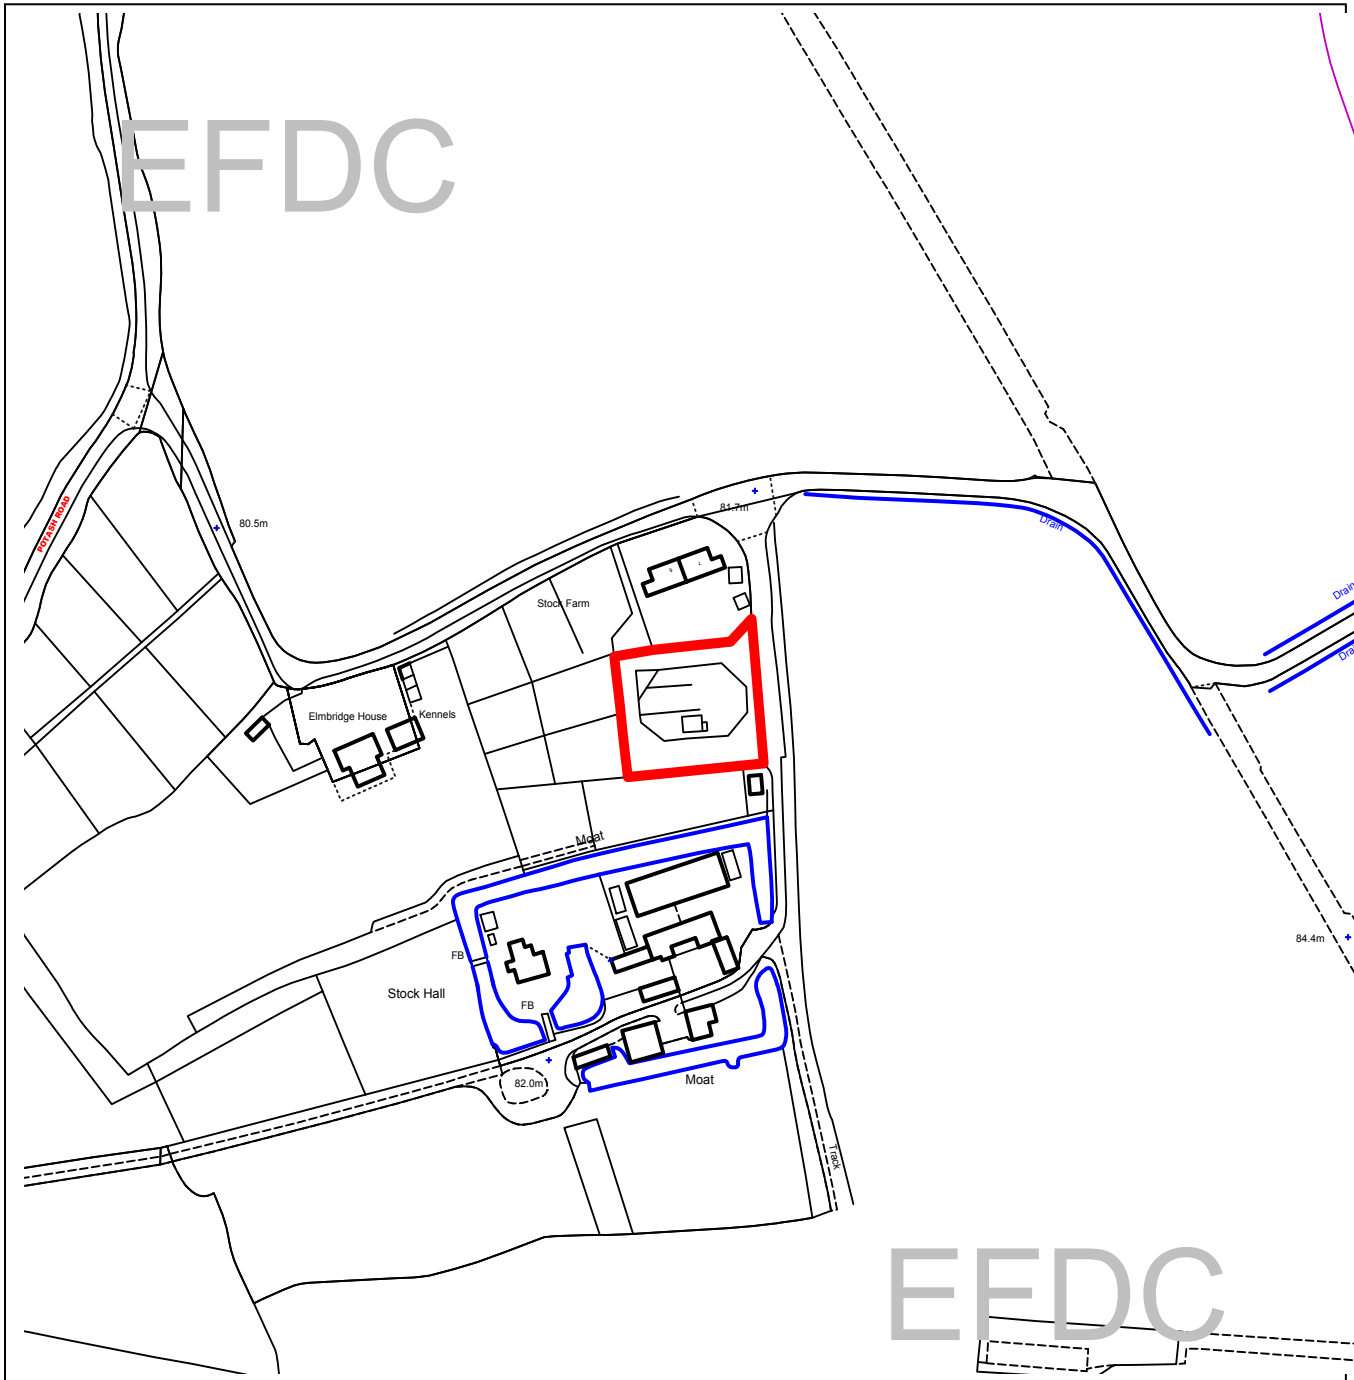 EFDC
POTASH ROAD
80.5m
81.7m
Drain
Drain
Drain
Stock Farm
Elmbridge House
Kennels
Moat
84.4m
FB
Stock Hall
FB
82.0m
Moat
Track
EFDC